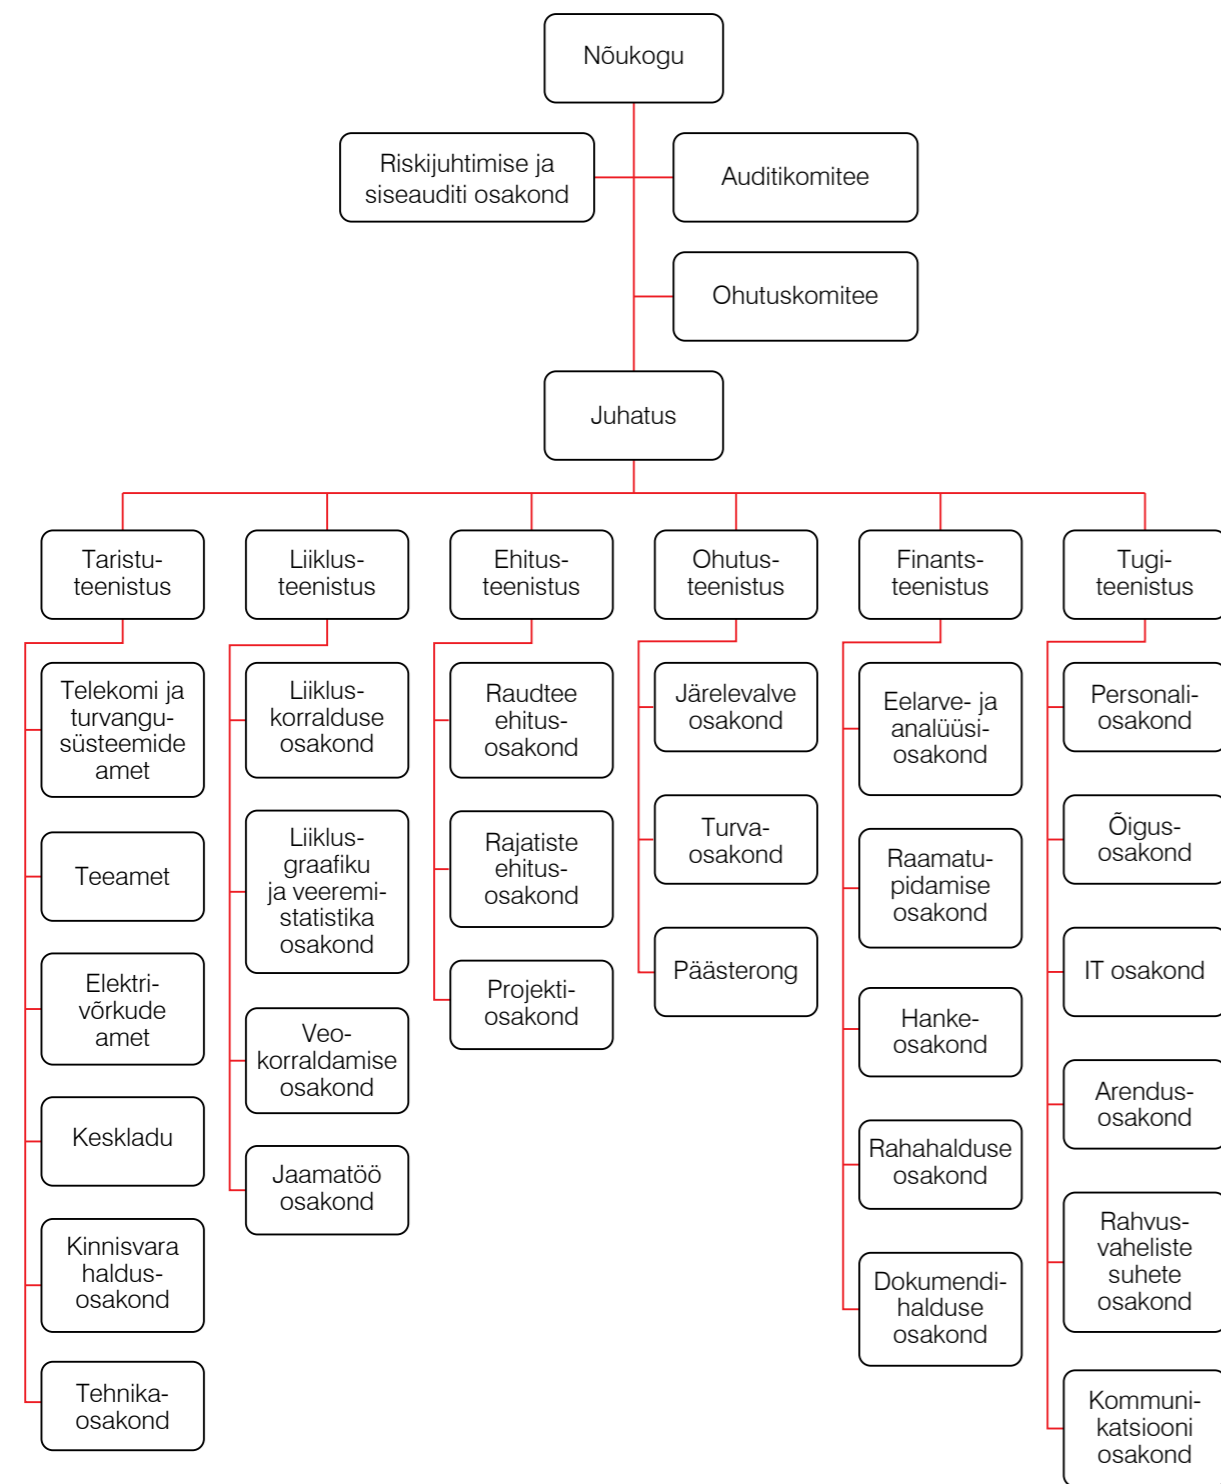 Nõukogu
Riskijuhtimise ja
siseauditi osakond
Auditikomitee
Ohutuskomitee
Juhatus
Taristu-
teenistus
Liiklus-
teenistus
Ehitus-
teenistus
Ohutus-
teenistus
Finants-
teenistus
Tugi-
teenistus
Telekomi ja
turvangu-
süsteemide
amet
Teeamet
Elektri-
võrkude
amet
Keskladu
Kinnisvara
haldus-
osakond
Tehnika-
osakond
Liiklus-
korralduse
osakond
Liiklus-
graafiku
ja veeremi-
statistika
osakond
Veo-
korraldamise
osakond
Jaamatöö
osakond
Raudtee
ehitus-
osakond
Rajatiste
ehitus-
osakond
Projekti-
osakond
Järelevalve
osakond
Turva-
osakond
Päästerong
Eelarve- ja
analüüsi-
osakond
Raamatu-
pidamise
osakond
Hanke-
osakond
Rahahalduse
osakond
Dokumendi-
halduse
osakond
Personali-
osakond
Õigus-
osakond
IT osakond
Arendus-
osakond
Rahvus-
vaheliste
suhete
osakond
Kommuni-
katsiooni
osakond